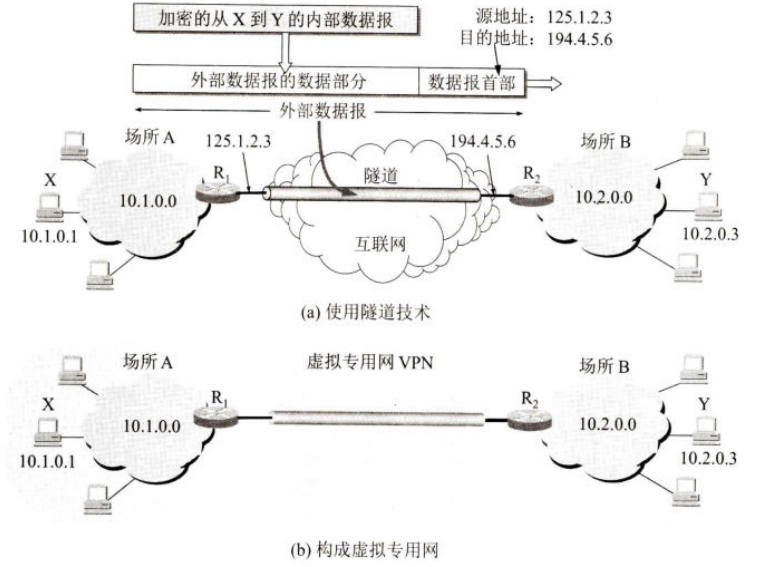 加密的从 X 到 Y 的内部数据报
源地址：125.1.2.3
目的地址：194.4.5.6
外部数据报的数据部分
数据报首部
外部数据报
场所 A
125.1.2.3
194.4.5.6
场所 B
X
R1
隧道
R2
Y
10.1.0.0
10.2.0.0
10.1.0.1
互联网
10.2.0.3
(a) 使用隧道技术
场所 A
虚拟专用网 VPN
场所 B
X
R1
R2
Y
10.1.0.0
10.2.0.0
10.1.0.1
10.2.0.3
(b) 构成虚拟专用网